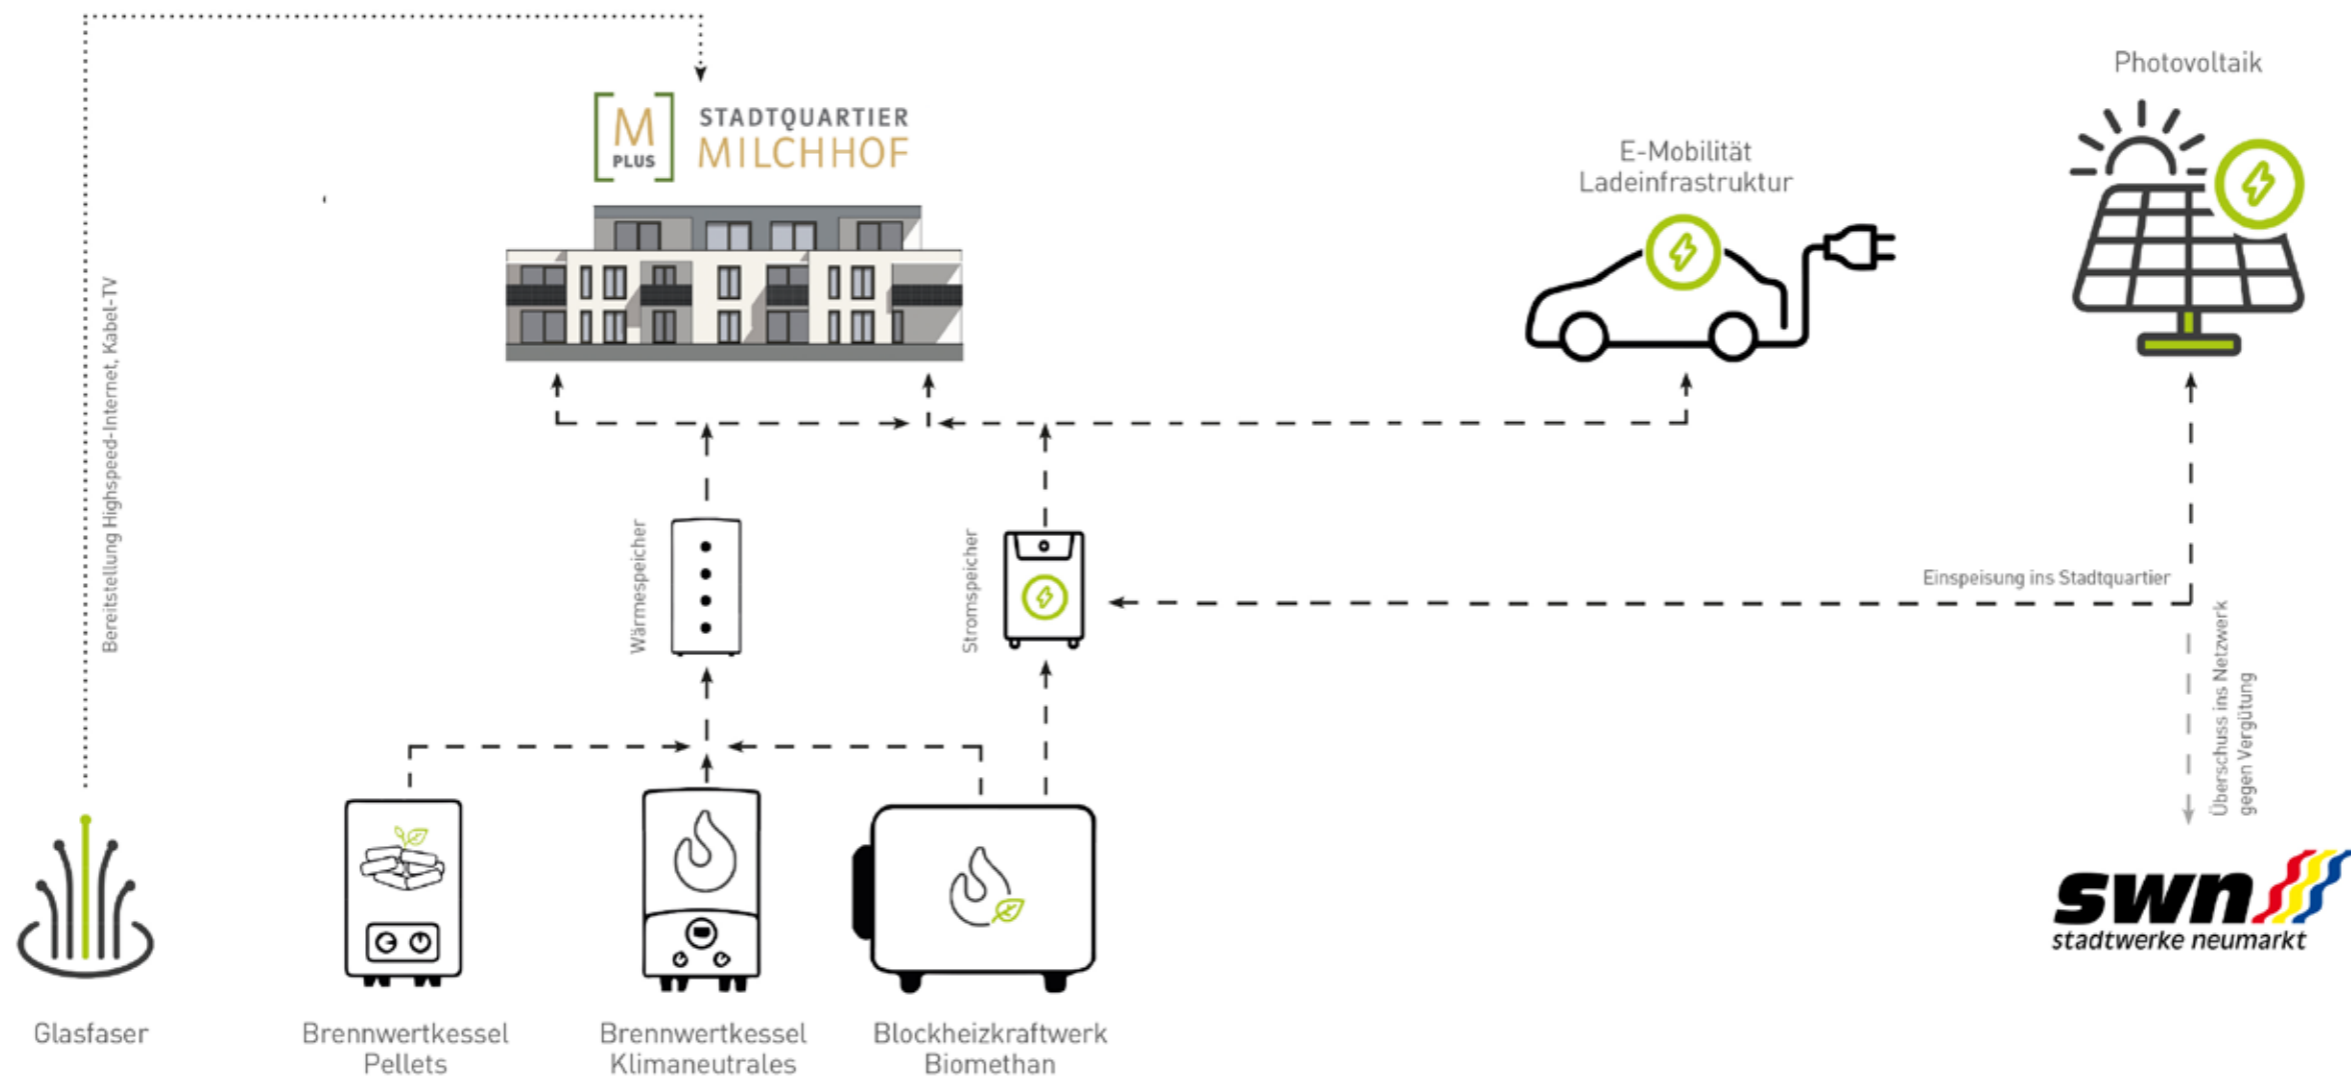 Photovoltaik
M
PLUS
STADTQUARTIER
MILCHHOF
E-Mobilität
Ladeinfrastruktur
Bereitstellung Highspeed-Internet, Kabel-TV
Wärmespeicher
Stromspeicher
Einspeisung ins Stadtquartier
Überschuss ins Netzwerk
gegen Vergütung
swn
stadtwerke neumarkt
Glasfaser
Brennwertkessel
Pellets
Brennwertkessel
Klimaneutrales
Blockheizkraftwerk
Biomethan